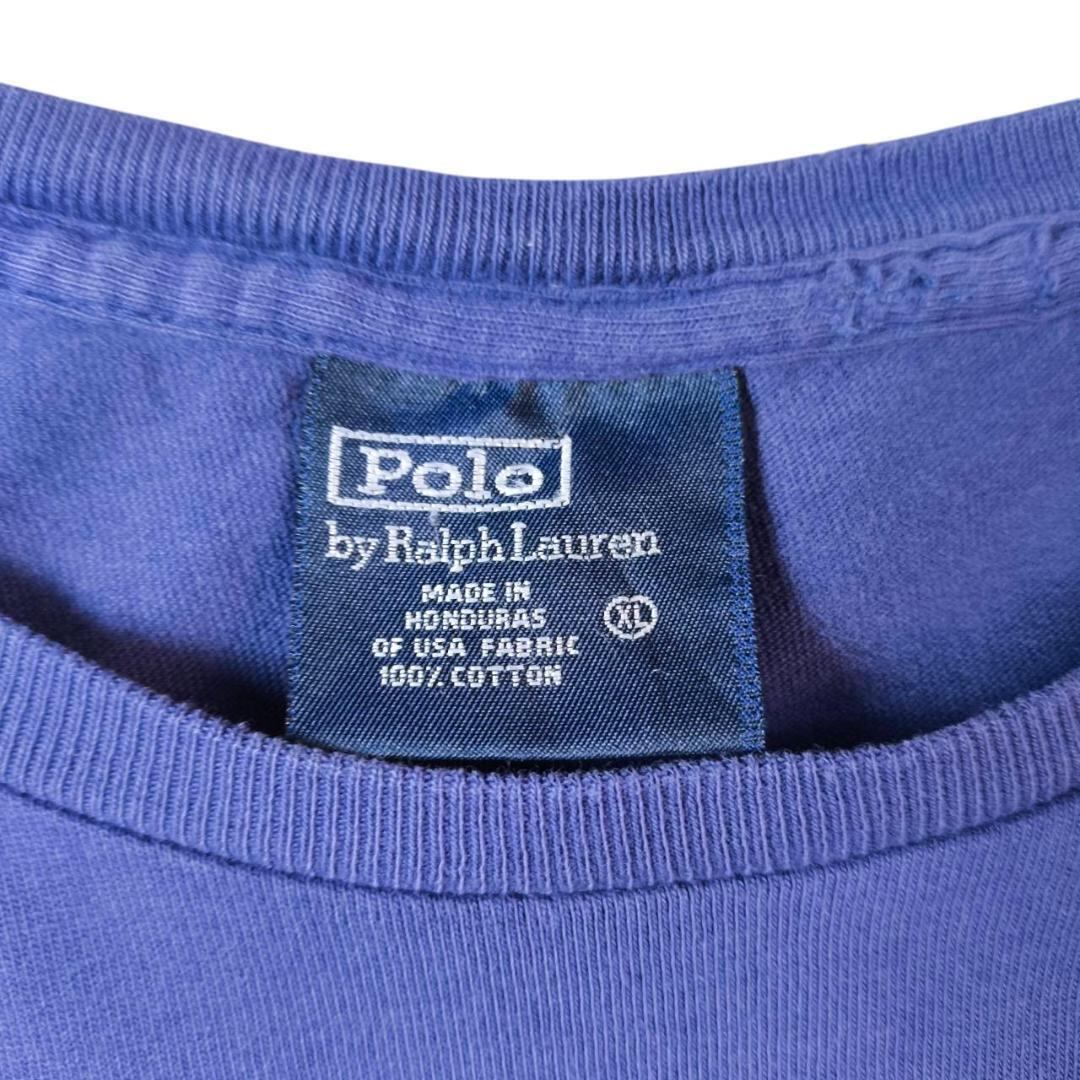 Polo
by Ralph Lauren
MADE IN
HONDURAS
OF USA FABRIC
100% COTTON
XL